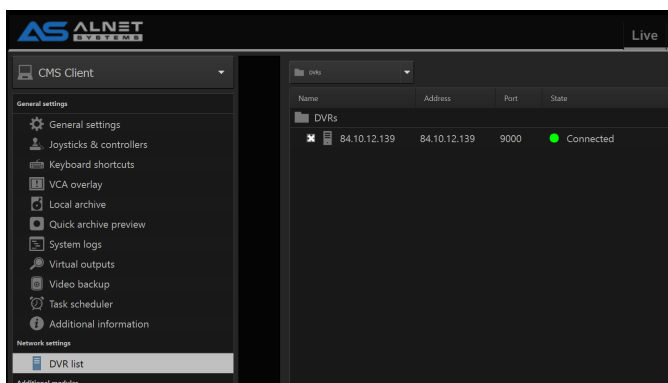 ALNET
SYSTEMS
Live
CMS Client
DVRs
Name Address Port State
General settings
DVRs
General settings
84.10.12.139 84.10.12.139 9000 Connected
Joysticks & controllers
Keyboard shortcuts
VCA overlay
Local archive
Quick archive preview
System logs
Virtual outputs
Video backup
Task scheduler
Additional information
Network settings
DVR list
Additional modules